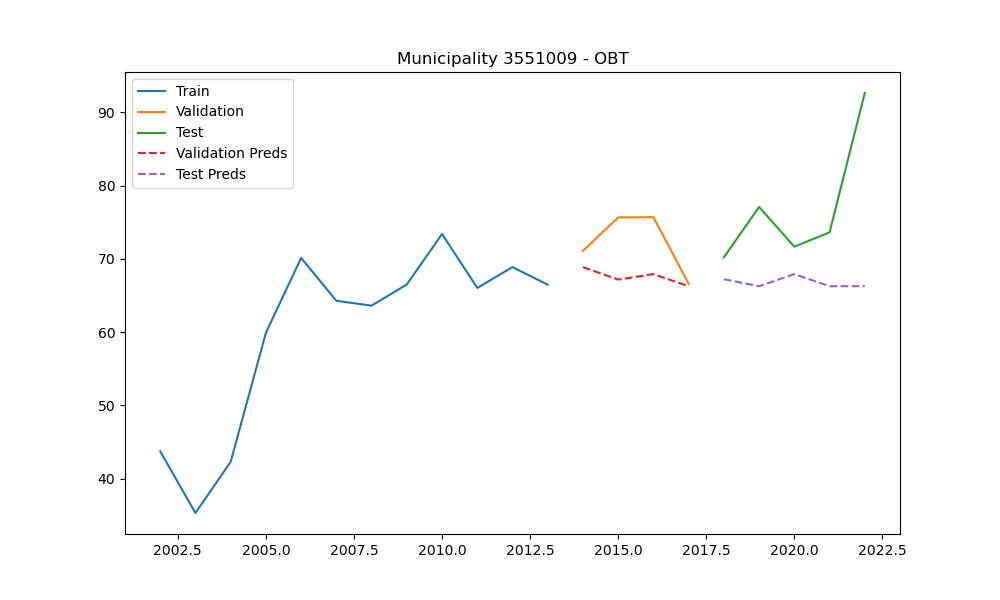 Municipality 3551009 - OBT
Train
Validation
Test
Validation Preds
Test Preds
90
80
70
60
50
40
2002.5 2005.0 2007.5 2010.0 2012.5 2015.0 2017.5 2020.0 2022.5